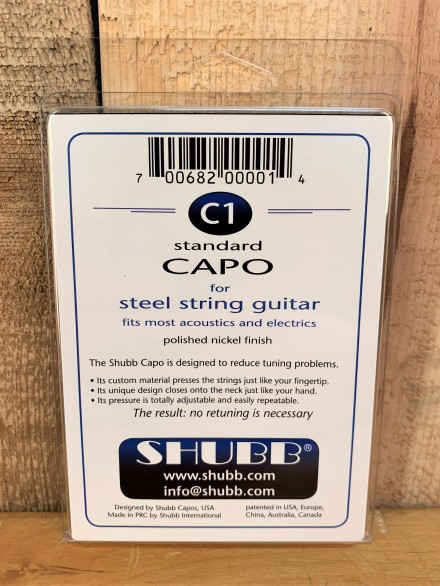 7 00682 00001 4
C1
standard
CAPO
for
steel string guitar
fits most acoustics and electrics
polished nickel finish
The Shubb Capo is designed to reduce tuning problems.
• Its custom material presses the strings just like your fingertip.
• Its unique design closes onto the neck just like your hand.
• Its pressure is totally adjustable and easily repeatable.
The result: no retuning is necessary
SHUBB®
www.shubb.com
info@shubb.com
Designed by Shubb Capos, USA
Made in PRC by Shubb International
patented in USA, Europe,
China, Australia, Canada